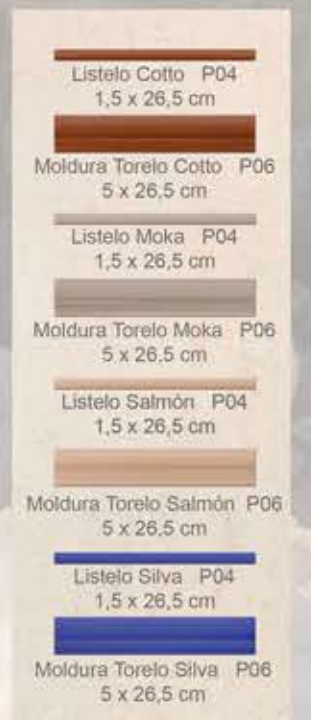 Listelo Cotto P04
1,5 x 26,5 cm
Moldura Torelo Cotto P06
5 x 26,5 cm
Listelo Moka P04
1,5 x 26,5 cm
Moldura Torelo Moka P06
5 x 26,5 cm
Listelo Salmón P04
1,5 x 26,5 cm
Moldura Torelo Salmón P06
5 x 26,5 cm
Listelo Silva P04
1,5 x 26,5 cm
Moldura Torelo Silva P06
5 x 26,5 cm